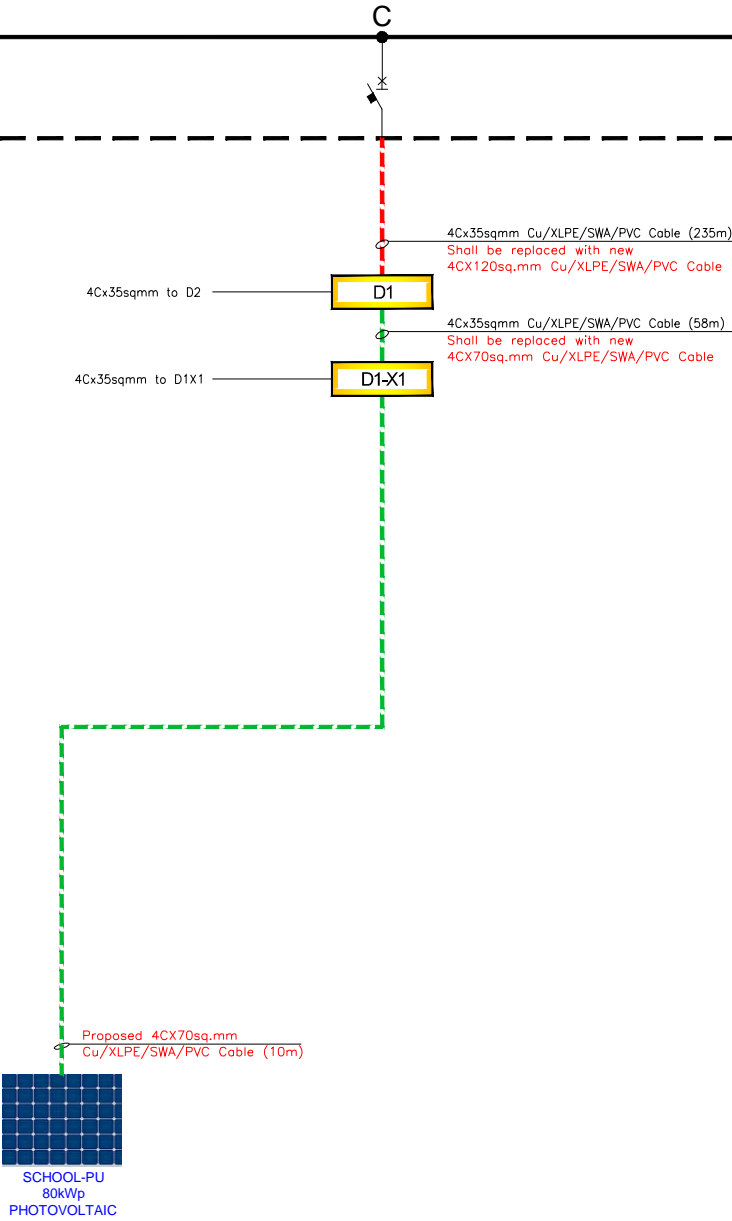 C
4Cx35sqmm Cu/XLPE/SWA/PVC Cable (235m)
Shall be replaced with new
4CX120sq.mm Cu/XLPE/SWA/PVC Cable
4Cx35sqmm to D2
D1
4Cx35sqmm Cu/XLPE/SWA/PVC Cable (58m)
Shall be replaced with new
4CX70sq.mm Cu/XLPE/SWA/PVC Cable
4Cx35sqmm to D1X1
D1-X1
Proposed 4CX70sq.mm
Cu/XLPE/SWA/PVC Cable (10m)
SCHOOL-PU
80kWp
PHOTOVOLTAIC